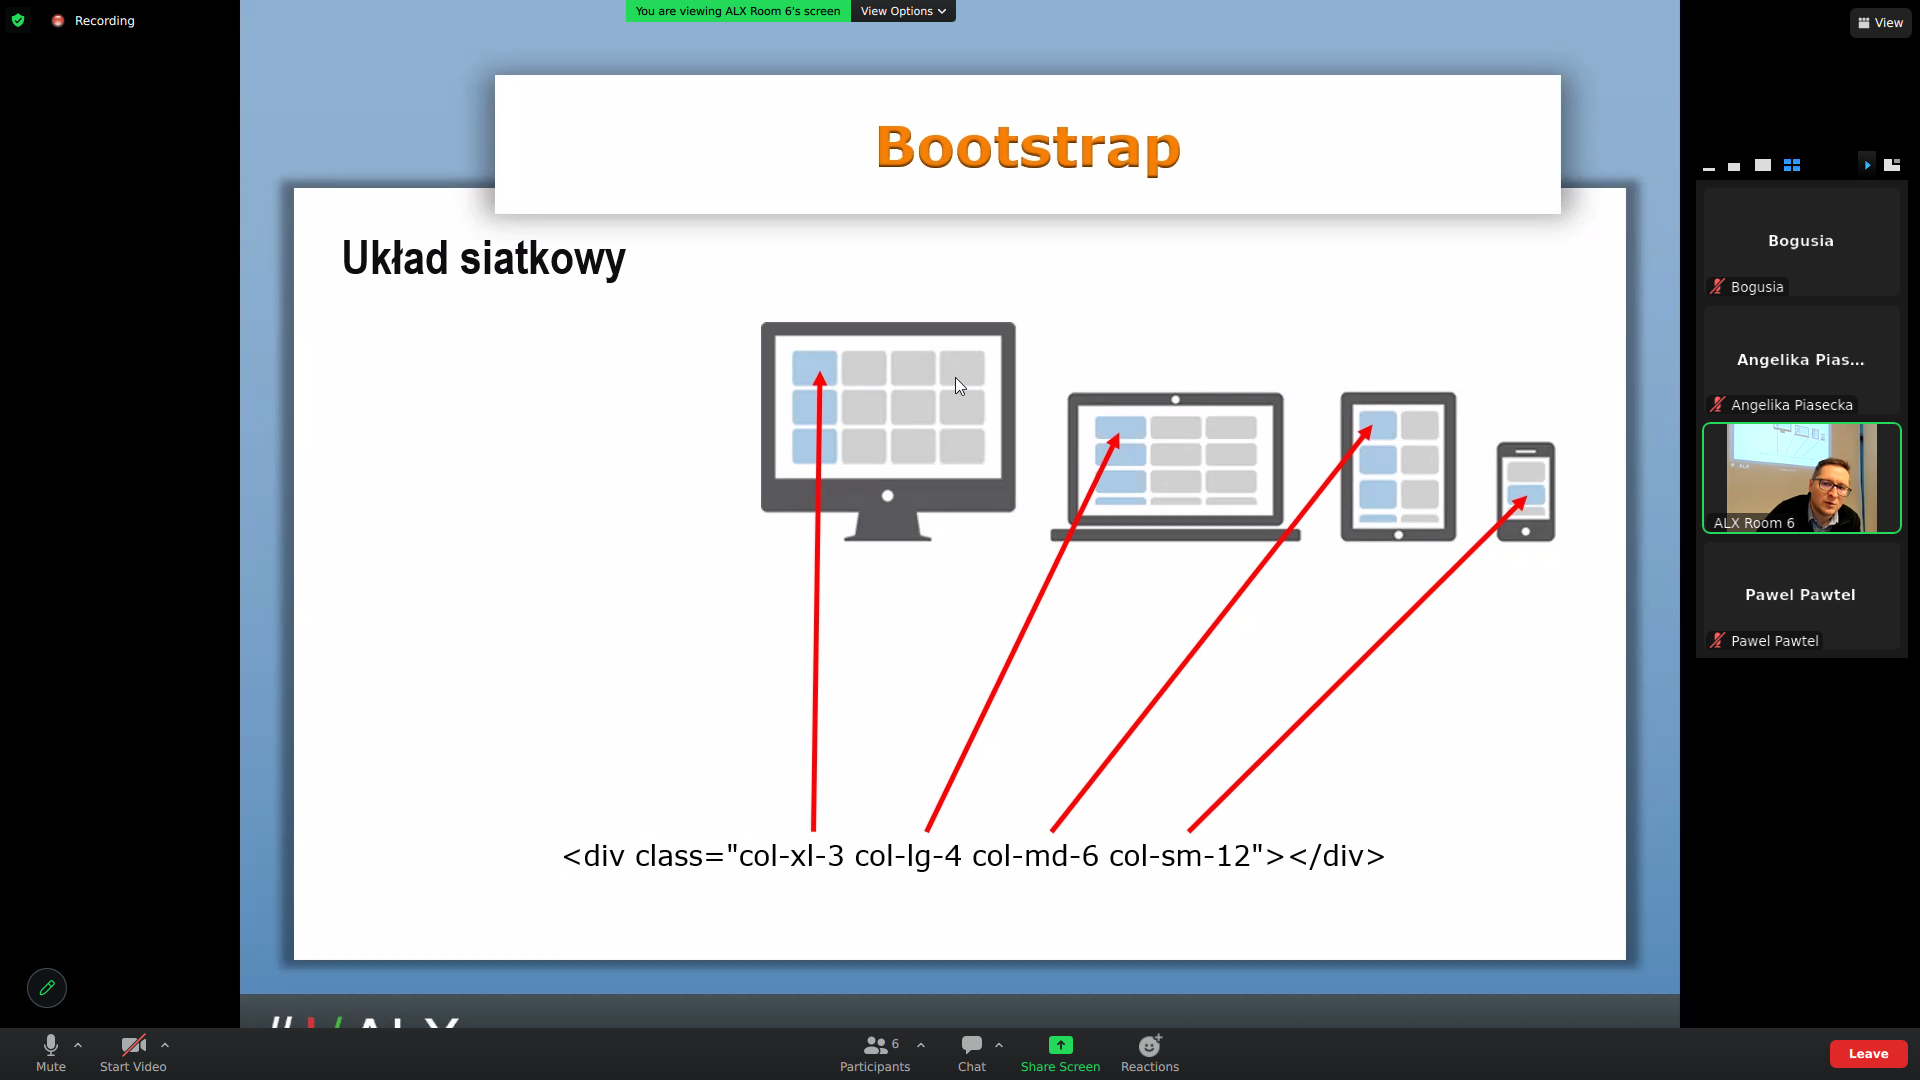 Recording
You are viewing ALX Room 6's screen
View Options
View
Bootstrap
Układ siatkowy
<div class="col-xl-3 col-lg-4 col-md-6 col-sm-12"></div>
Bogusia
Bogusia
Angelika Pias...
Angelika Piasecka
ALX Room 6
Pawel Pawtel
Pawel Pawtel
ALX
Mute
Start Video
6
Participants
Chat
Share Screen
Reactions
Leave